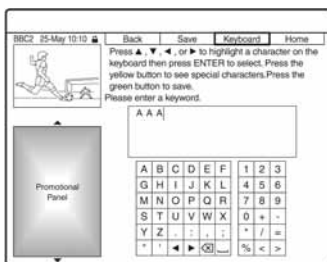 BBC2 25-May 10:10 Back Save Keyboard Home
Press ▲, ▼, ◄, or ► to highlight a character on the
keyboard then press ENTER to select. Press the
yellow button to see special characters.Press the
green button to save.
Please enter a keyword.
A A A
Promotional
Panel
A B C D E F 1 2 3
G H I J K L 4 5 6
M N O P Q R 7 8 9
S T U V W X 0 + -
Y Z . : , ; * / =
" ' ◄ ► ⌫ ⎵ % < >